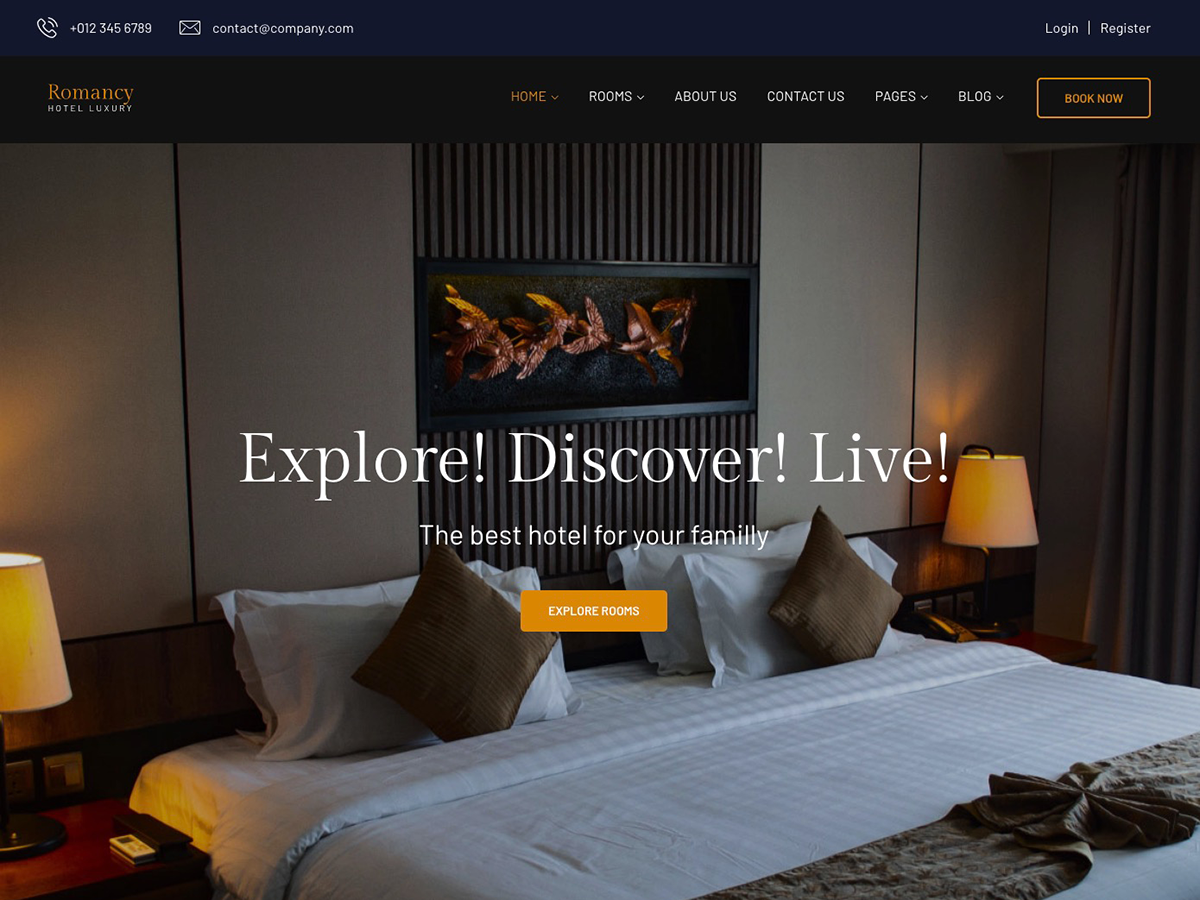 +012 345 6789 contact@company.com Login | Register
Romancy
HOTEL LUXURY
HOME ROOMS ABOUT US CONTACT US PAGES BLOG BOOK NOW
Explore! Discover! Live!
The best hotel for your familly
EXPLORE ROOMS